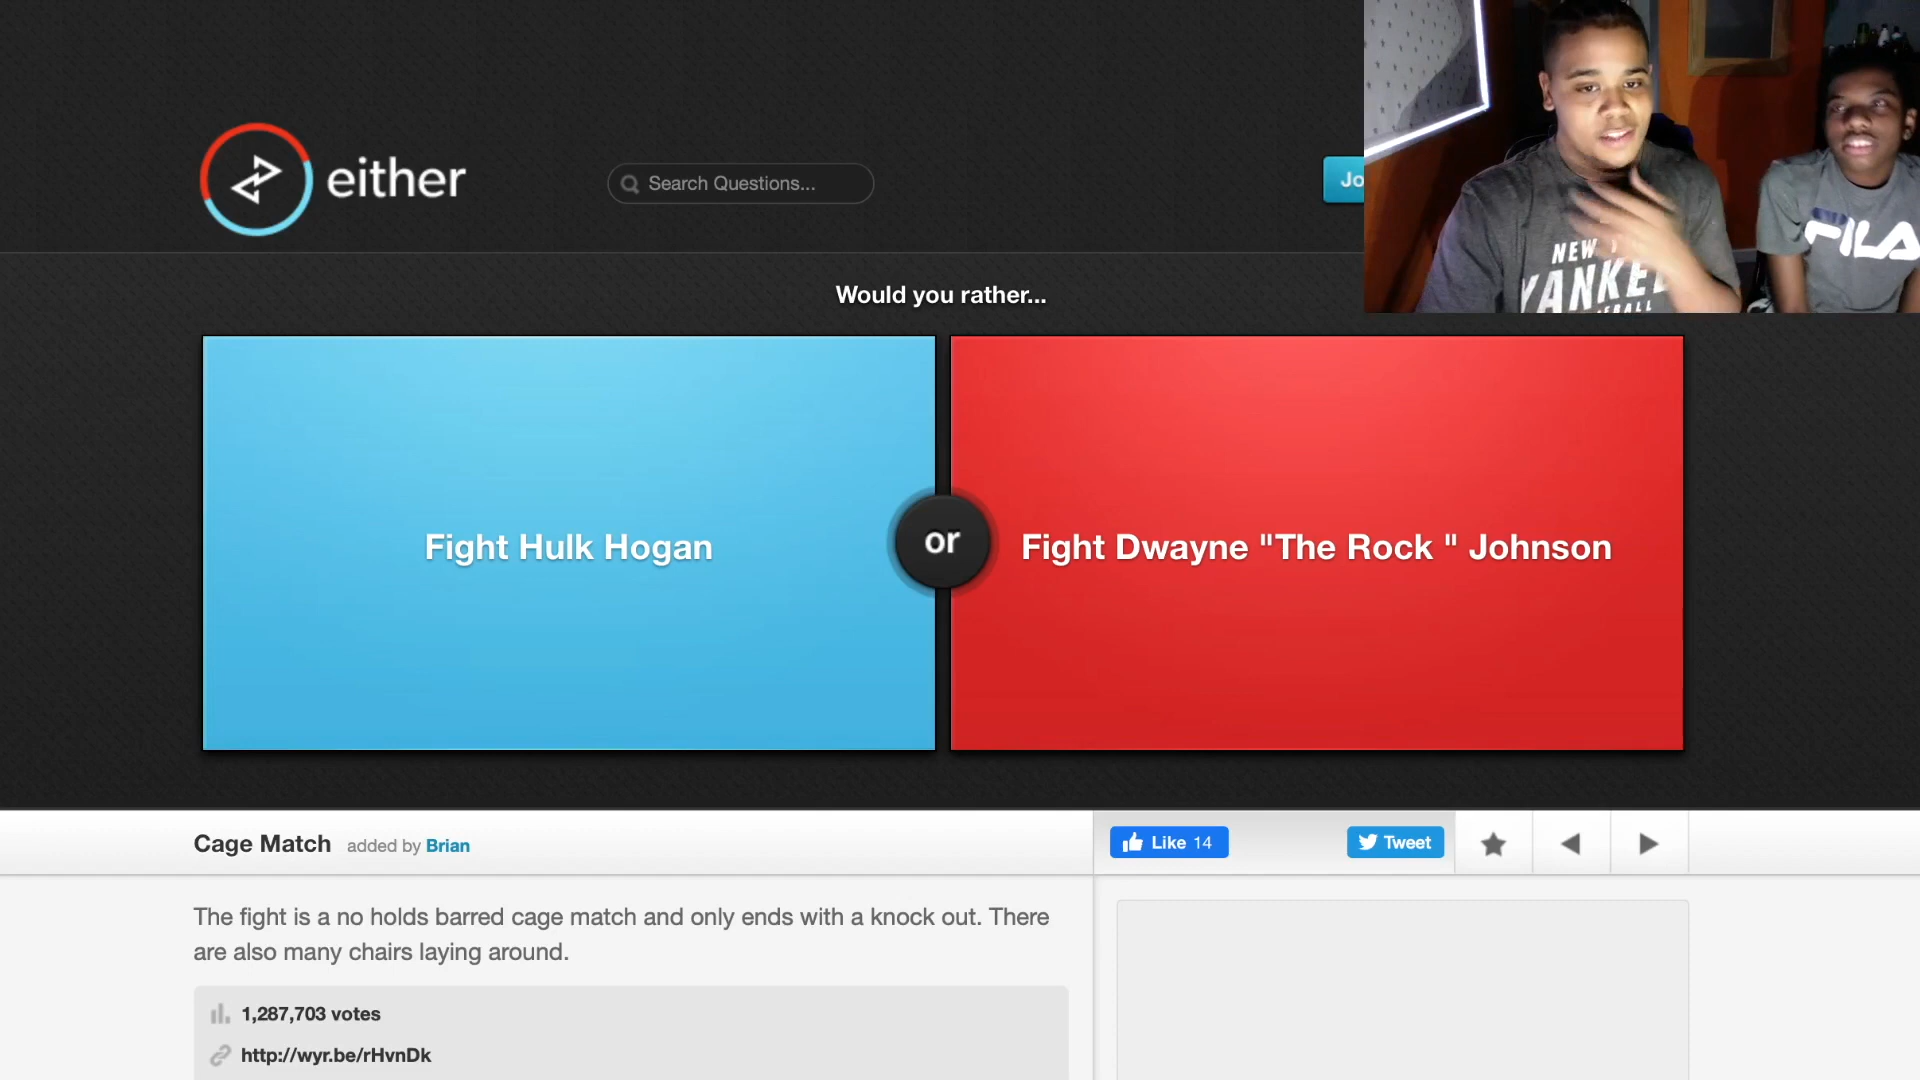 either
Search Questions...
Jo
Would you rather...
Fight Hulk Hogan
or
Fight Dwayne "The Rock " Johnson
Cage Match added by Brian
Like 14
Tweet
The fight is a no holds barred cage match and only ends with a knock out. There
are also many chairs laying around.
1,287,703 votes
http://wyr.be/rHvnDk
NEW
YANKEE
FILA